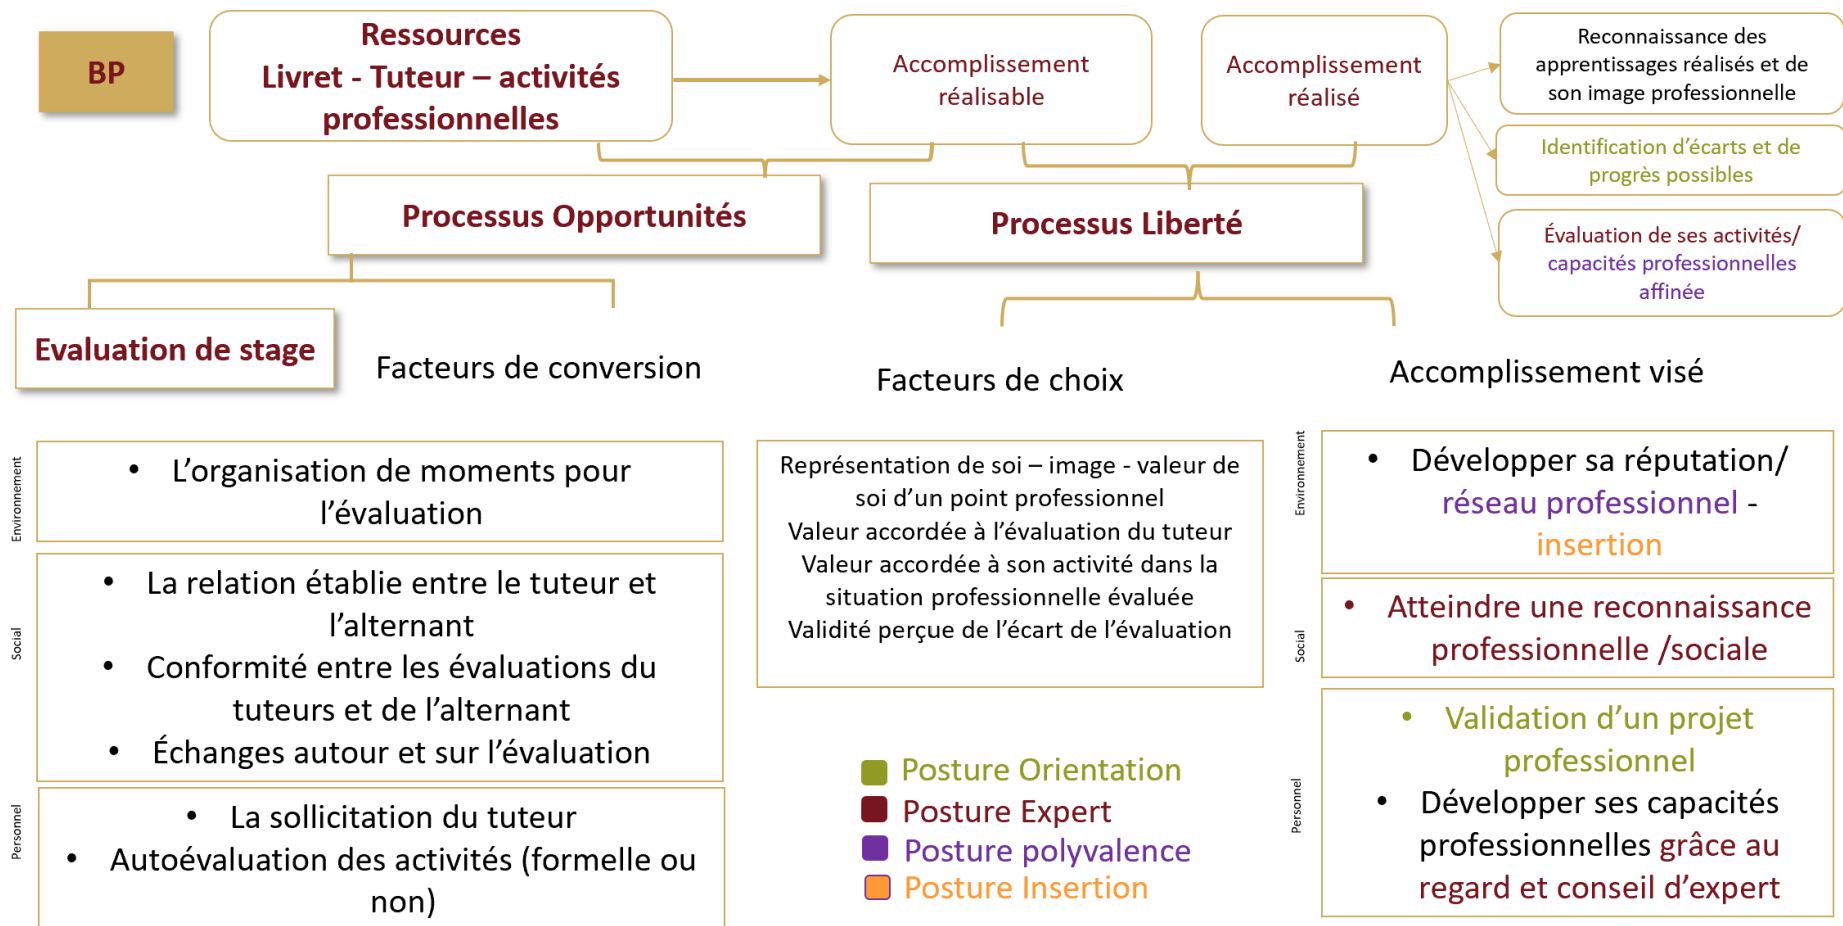 BP
Ressources
Livret - Tuteur – activités
professionnelles
Accomplissement
réalisable
Accomplissement
réalisé
Reconnaissance des
apprentissages réalisés et de
son image professionnelle
Identification d’écarts et de
progrès possibles
Évaluation de ses activités/
capacités professionnelles
affinée
Processus Opportunités
Processus Liberté
Evaluation de stage
Facteurs de conversion
Facteurs de choix
Accomplissement visé
Environnement
• L’organisation de moments pour
l’évaluation
Social
• La relation établie entre le tuteur et
l’alternant
• Conformité entre les évaluations du
tuteurs et de l’alternant
• Échanges autour et sur l’évaluation
Personnel
• La sollicitation du tuteur
• Autoévaluation des activités (formelle ou
non)
Représentation de soi – image - valeur de
soi d’un point professionnel
Valeur accordée à l’évaluation du tuteur
Valeur accordée à son activité dans la
situation professionnelle évaluée
Validité perçue de l’écart de l’évaluation
Posture Orientation
Posture Expert
Posture polyvalence
Posture Insertion
Environnement
• Développer sa réputation/
réseau professionnel -
insertion
Social
• Atteindre une reconnaissance
professionnelle /sociale
Personnel
• Validation d’un projet
professionnel
• Développer ses capacités
professionnelles grâce au
regard et conseil d’expert